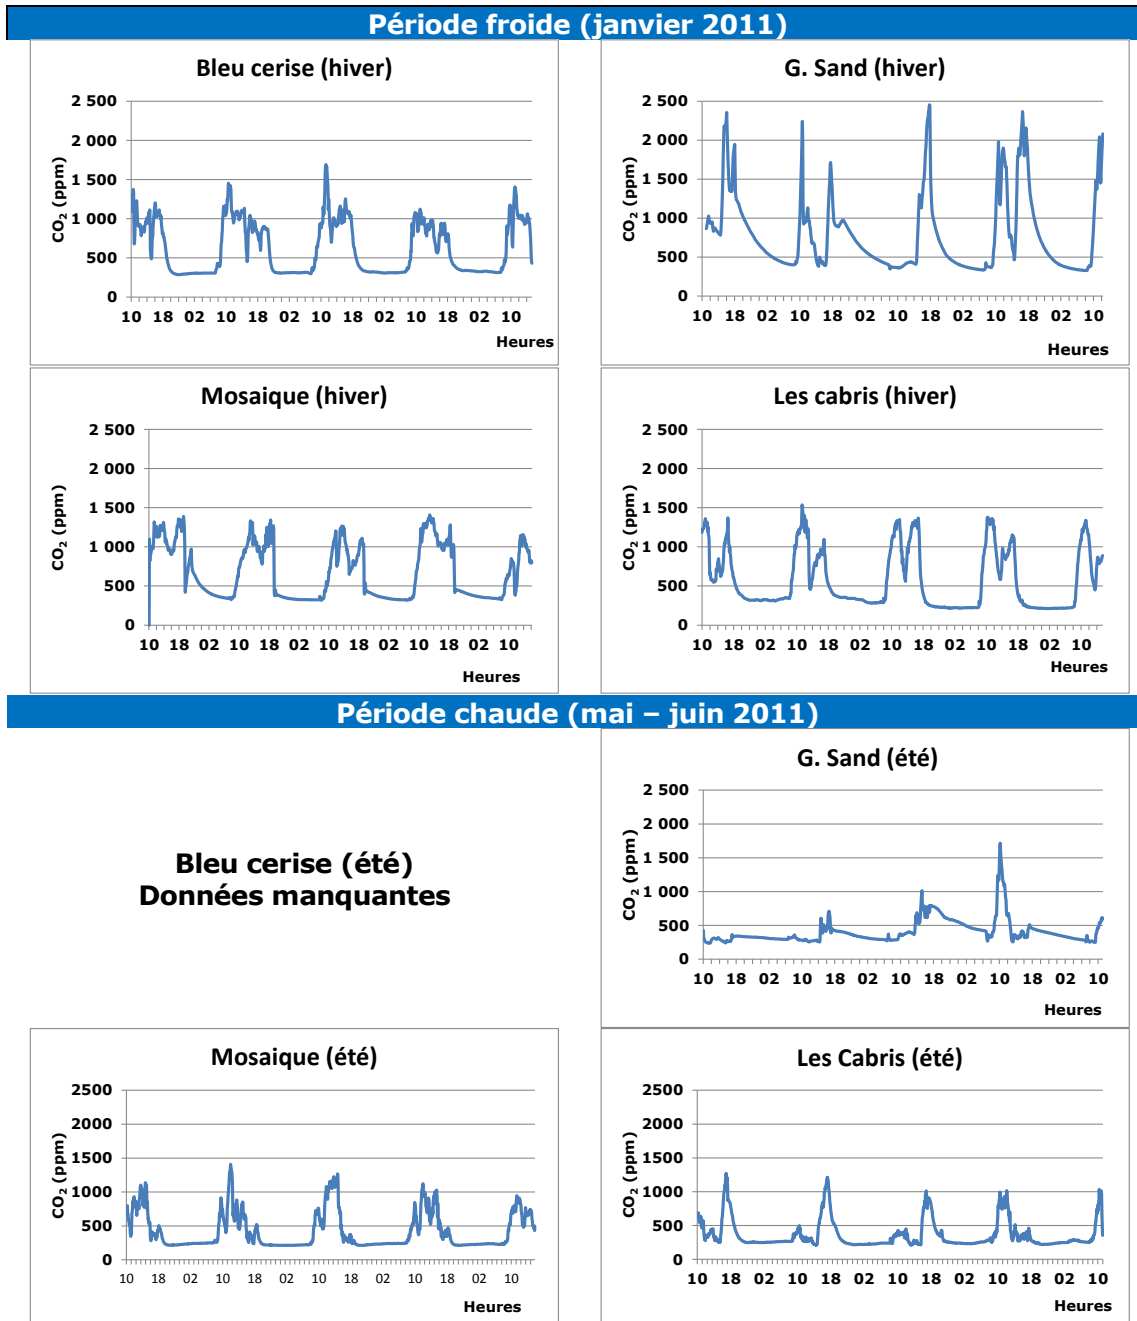 Période froide (janvier 2011)
Bleu cerise (hiver)
2 500
2 000
1 500
1 000
500
0
CO₂ (ppm)
10 18 02 10 18 02 10 18 02 10 18 02 10
Heures
G. Sand (hiver)
2 500
2 000
1 500
1 000
500
0
CO₂ (ppm)
10 18 02 10 18 02 10 18 02 10 18 02 10
Heures
Mosaique (hiver)
2 500
2 000
1 500
1 000
500
0
CO₂ (ppm)
10 18 02 10 18 02 10 18 02 10 18 02 10
Heures
Les cabris (hiver)
2 500
2 000
1 500
1 000
500
0
CO₂ (ppm)
10 18 02 10 18 02 10 18 02 10 18 02 10
Heures
Période chaude (mai – juin 2011)
Bleu cerise (été)
Données manquantes
G. Sand (été)
2 500
2 000
1 500
1 000
500
0
CO₂ (ppm)
10 18 02 10 18 02 10 18 02 10 18 02 10
Heures
Mosaique (été)
2500
2000
1500
1000
500
0
CO₂ (ppm)
10 18 02 10 18 02 10 18 02 10 18 02 10
Heures
Les Cabris (été)
2500
2000
1500
1000
500
0
CO₂ (ppm)
10 18 02 10 18 02 10 18 02 10 18 02 10
Heures